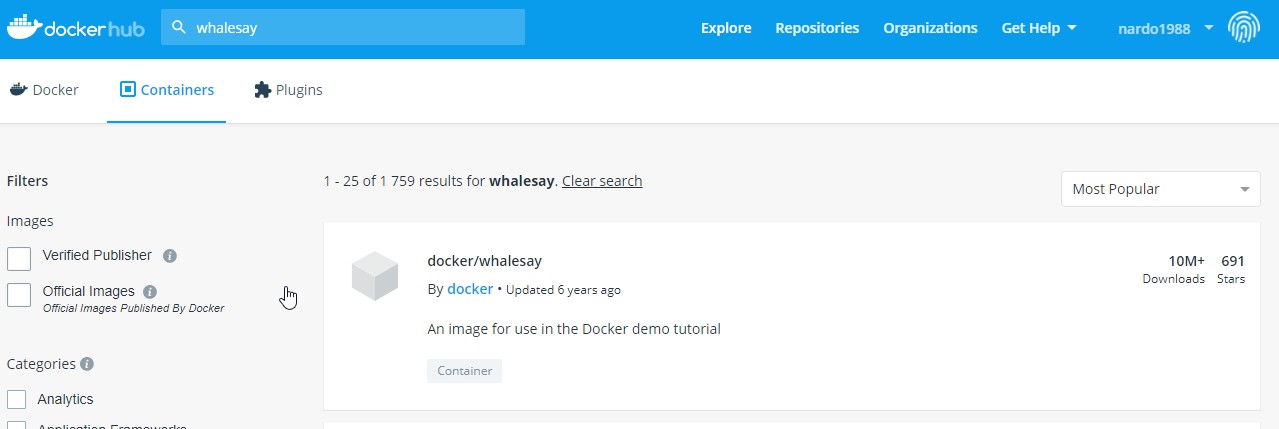 dockerhub
whalesay
Explore Repositories Organizations Get Help nardo1988
Docker Containers Plugins
Filters
1 - 25 of 1 759 results for whalesay. Clear search
Most Popular
Images
Verified Publisher
Official Images
Official Images Published By Docker
Categories
Analytics
Application Frameworks
docker/whalesay
By docker • Updated 6 years ago
An image for use in the Docker demo tutorial
Container
10M+ 691
Downloads Stars